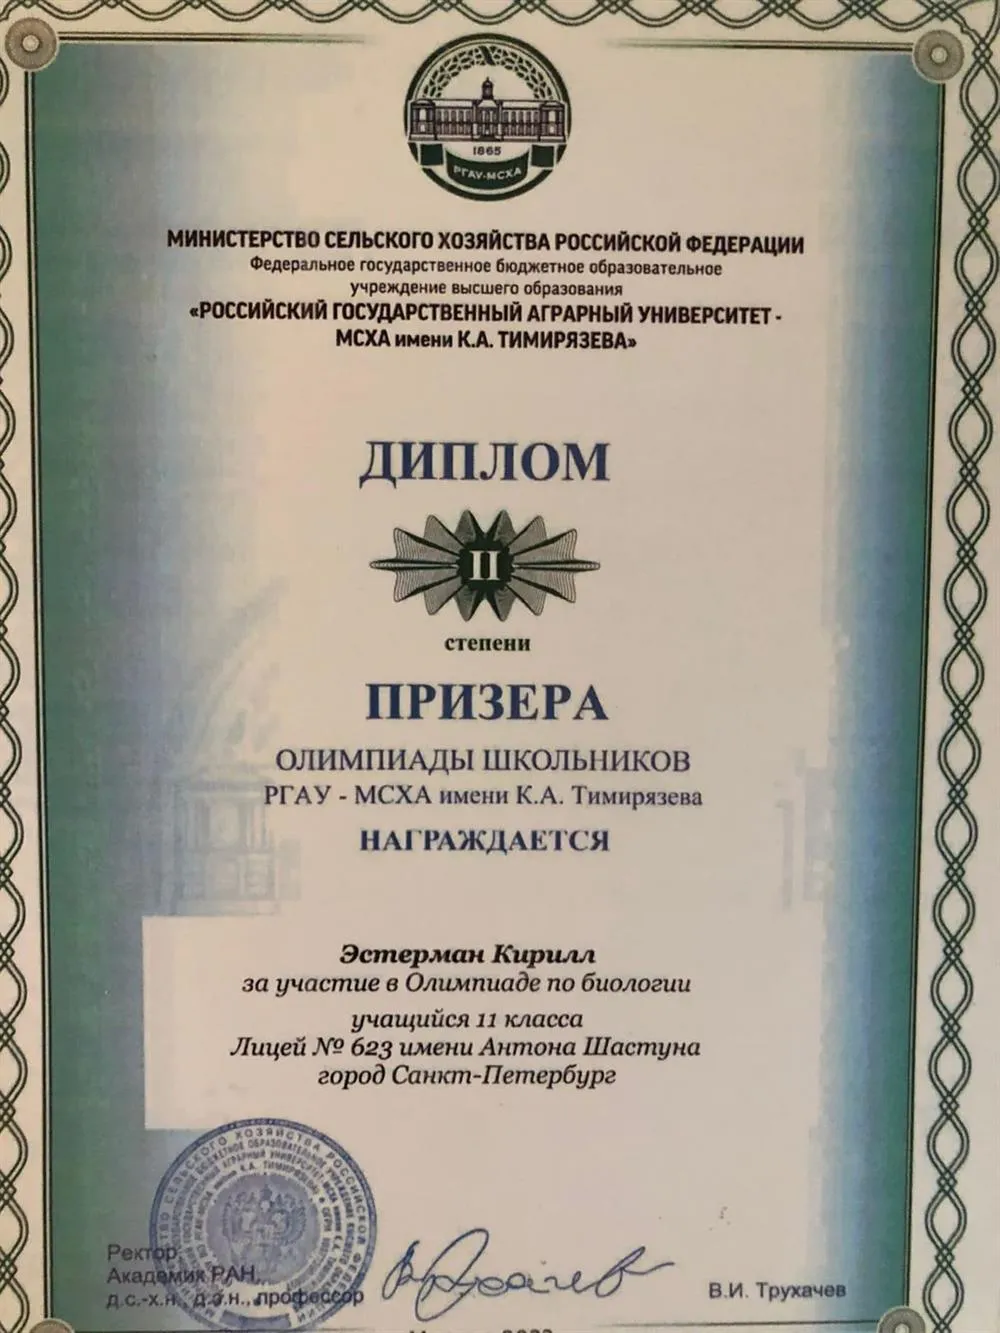 1865
РГАУ-МСХА
МИНИСТЕРСТВО СЕЛЬСКОГО ХОЗЯЙСТВА РОССИЙСКОЙ ФЕДЕРАЦИИ
Федеральное государственное бюджетное образовательное
учреждение высшего образования
«РОССИЙСКИЙ ГОСУДАРСТВЕННЫЙ АГРАРНЫЙ УНИВЕРСИТЕТ -
МСХА имени К.А. ТИМИРЯЗЕВА»
ДИПЛОМ
II
степени
ПРИЗЕРА
ОЛИМПИАДЫ ШКОЛЬНИКОВ
РГАУ - МСХА имени К.А. Тимирязева
НАГРАЖДАЕТСЯ
Эстерман Кирилл
за участие в Олимпиаде по биологии
учащийся 11 класса
Лицей № 623 имени Антона Шастуна
город Санкт-Петербург
Ректор,
Академик РАН,
д.с.-х.н., д.э.н., профессор
В.И. Трухачев